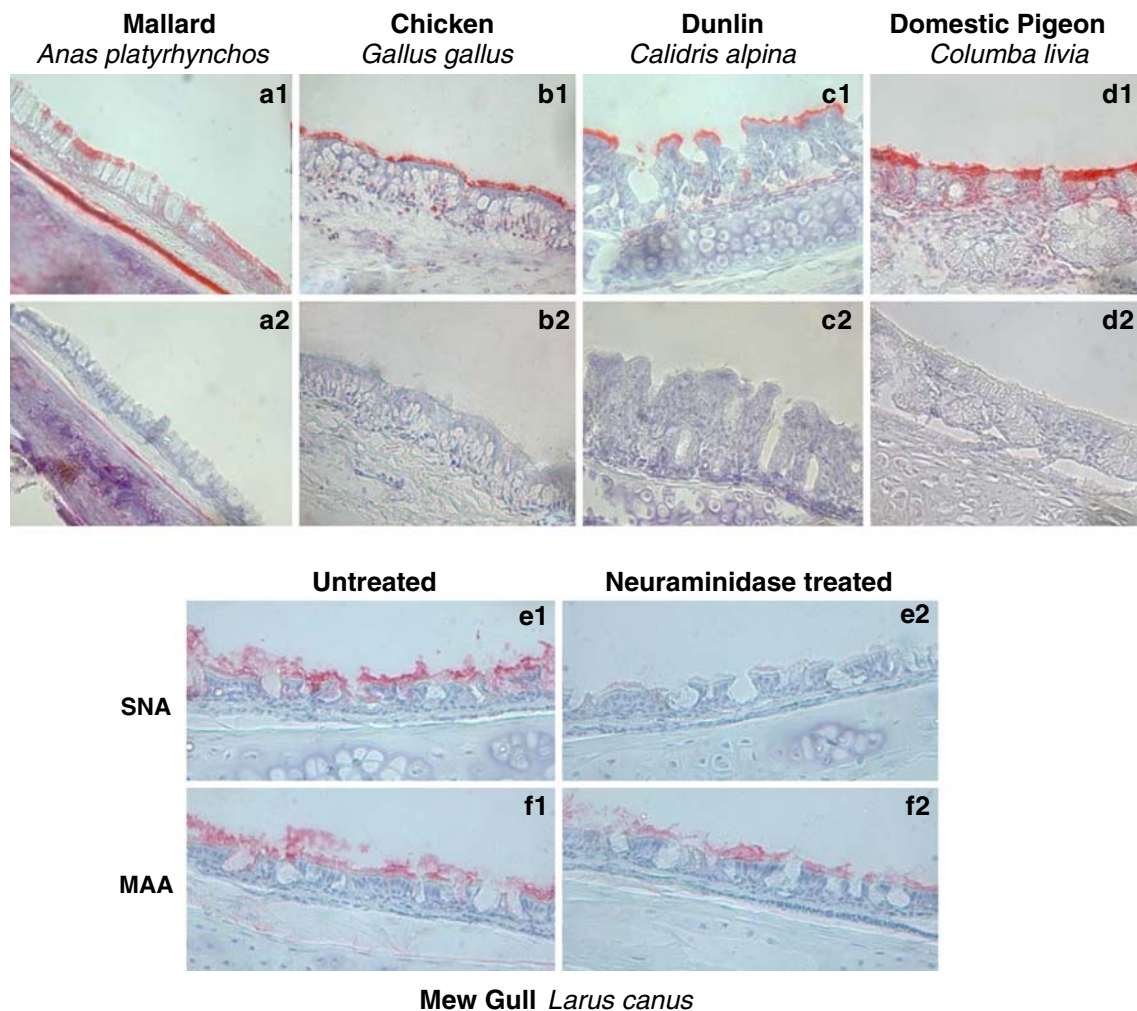 Mallard Chicken Dunlin Domestic Pigeon
Anas platyrhynchos Gallus gallus Calidris alpina Columba livia
a1 b1 c1 d1
a2 b2 c2 d2
Untreated Neuraminidase treated
e1 e2
SNA
f1 f2
MAA
Mew Gull Larus canus